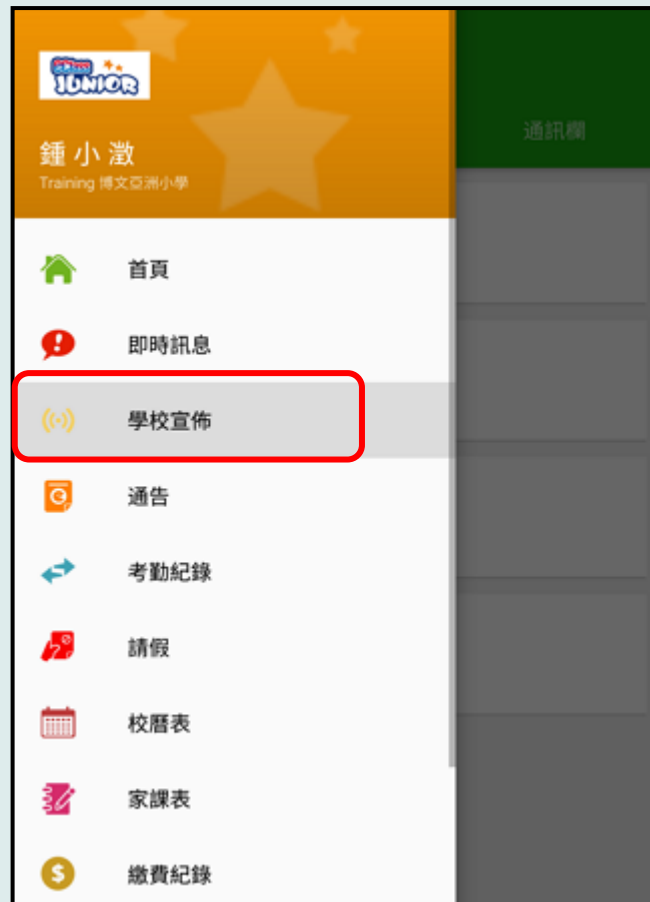 JUNIOR
鍾小澂
Training 博文亞洲小學
通訊欄
首頁
即時訊息
學校宣佈
通告
考勤紀錄
請假
校曆表
家課表
繳費紀錄